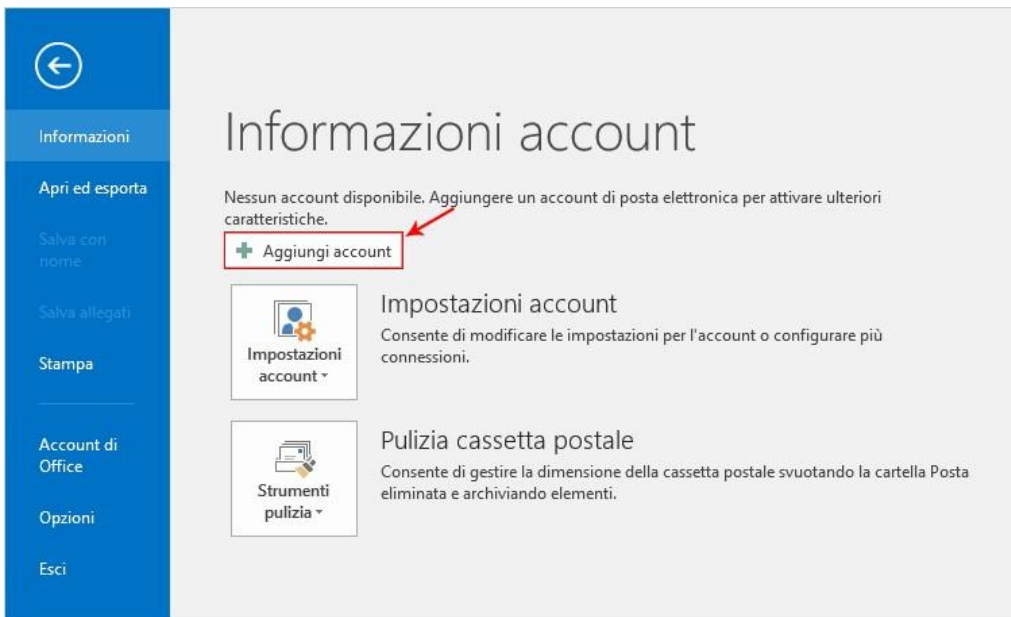 Informazioni
Apri ed esporta
Salva con
nome
Salva allegati
Stampa
Account di
Office
Opzioni
Esci
Informazioni account
Nessun account disponibile. Aggiungere un account di posta elettronica per attivare ulteriori
caratteristiche.
Aggiungi account
Impostazioni
account
Impostazioni account
Consente di modificare le impostazioni per l'account o configurare più
connessioni.
Strumenti
pulizia
Pulizia cassetta postale
Consente di gestire la dimensione della cassetta postale svuotando la cartella Posta
eliminata e archiviando elementi.